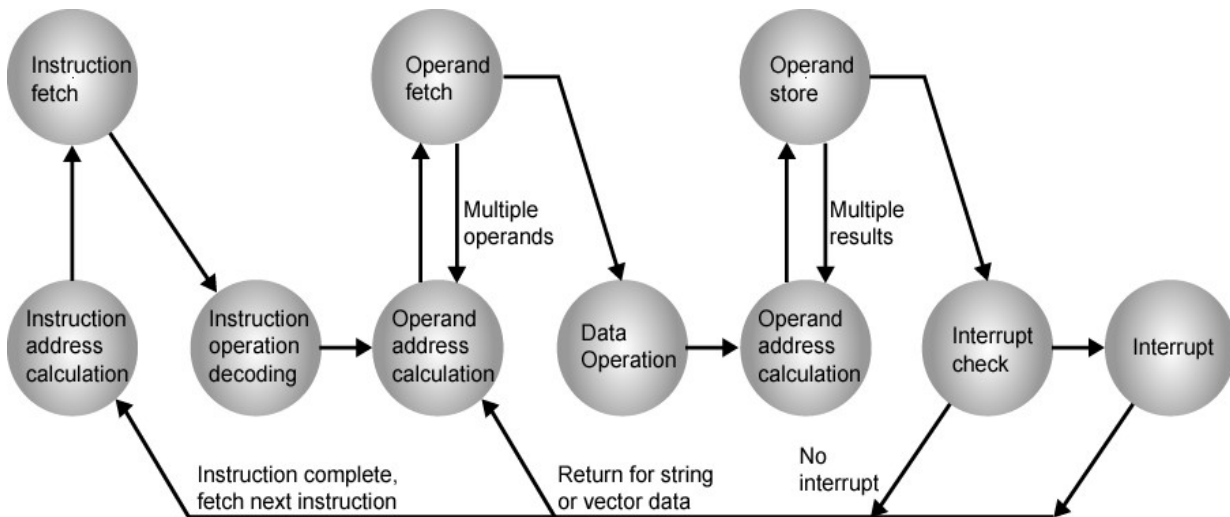 Instruction
fetch
Operand
fetch
Operand
store
Multiple
operands
Multiple
results
Instruction
address
calculation
Instruction
operation
decoding
Operand
address
calculation
Data
Operation
Operand
address
calculation
Interrupt
check
Interrupt
Instruction complete,
fetch next instruction
Return for string
or vector data
No
interrupt